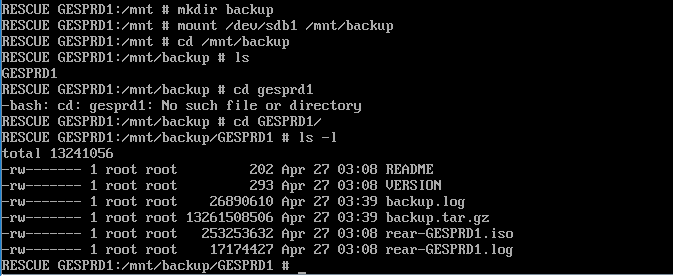 RESCUE GESPRD1:/mnt # mkdir backup
RESCUE GESPRD1:/mnt # mount /dev/sdb1 /mnt/backup
RESCUE GESPRD1:/mnt # cd /mnt/backup
RESCUE GESPRD1:/mnt/backup # ls
GESPRD1
RESCUE GESPRD1:/mnt/backup # cd gesprd1
-bash: cd: gesprd1: No such file or directory
RESCUE GESPRD1:/mnt/backup # cd GESPRD1/
RESCUE GESPRD1:/mnt/backup/GESPRD1 # ls -l
total 13241056
-rw------- 1 root root         202 Apr 27 03:08 README
-rw------- 1 root root         293 Apr 27 03:08 VERSION
-rw------- 1 root root    26890610 Apr 27 03:39 backup.log
-rw------- 1 root root 13261508506 Apr 27 03:39 backup.tar.gz
-rw------- 1 root root   253253632 Apr 27 03:08 rear-GESPRD1.iso
-rw------- 1 root root    17174427 Apr 27 03:08 rear-GESPRD1.log
RESCUE GESPRD1:/mnt/backup/GESPRD1 # _